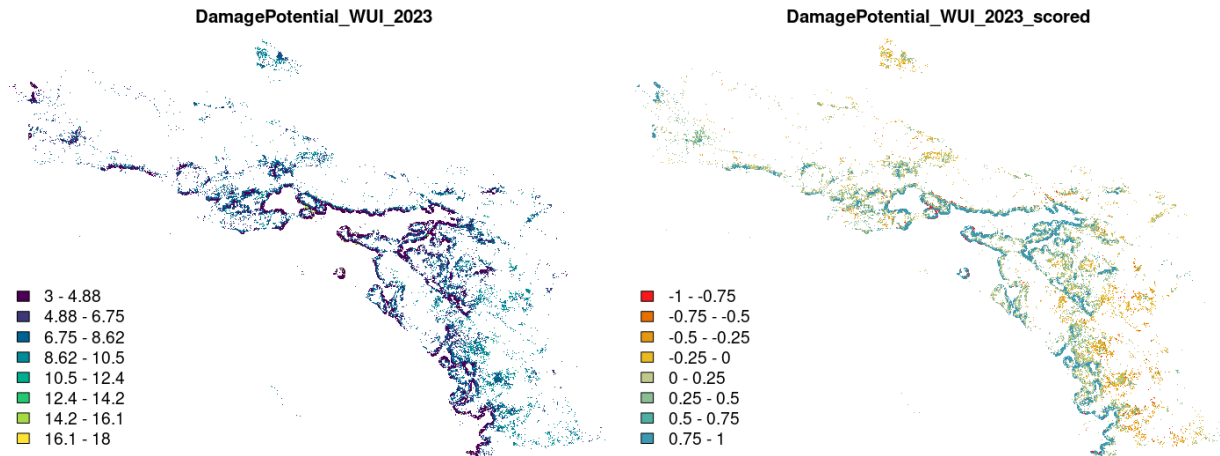 DamagePotential_WUI_2023
3 - 4.88
4.88 - 6.75
6.75 - 8.62
8.62 - 10.5
10.5 - 12.4
12.4 - 14.2
14.2 - 16.1
16.1 - 18
DamagePotential_WUI_2023_scored
-1 - -0.75
-0.75 - -0.5
-0.5 - -0.25
-0.25 - 0
0 - 0.25
0.25 - 0.5
0.5 - 0.75
0.75 - 1